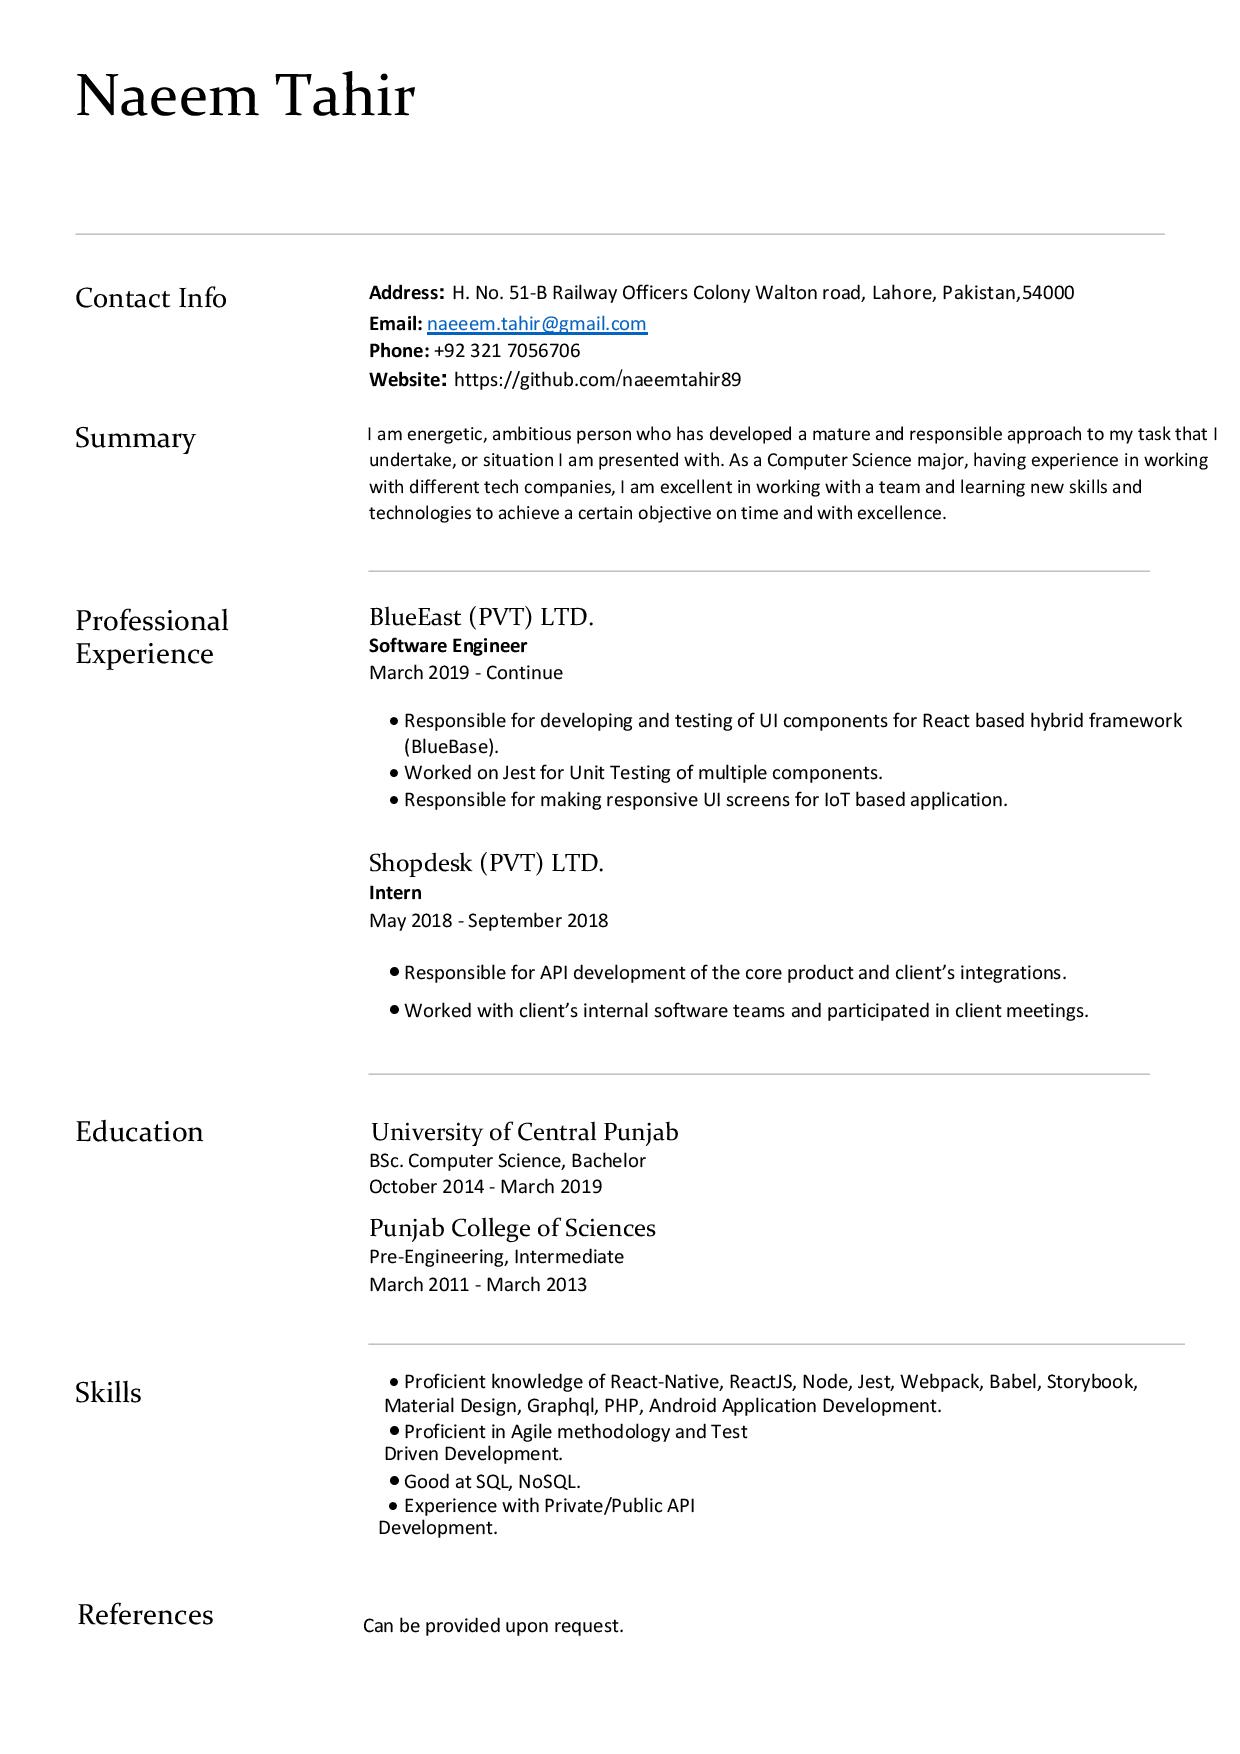 Naeem Tahir
Contact Info
Address: H. No. 51-B Railway Officers Colony Walton road, Lahore, Pakistan,54000
Email: naeeem.tahir@gmail.com
Phone: +92 321 7056706
Website: https://github.com/naeemtahir89
Summary
I am energetic, ambitious person who has developed a mature and responsible approach to my task that I
undertake, or situation I am presented with. As a Computer Science major, having experience in working
with different tech companies, I am excellent in working with a team and learning new skills and
technologies to achieve a certain objective on time and with excellence.
Professional
Experience
BlueEast (PVT) LTD.
Software Engineer
March 2019 - Continue
• Responsible for developing and testing of UI components for React based hybrid framework
(BlueBase).
• Worked on Jest for Unit Testing of multiple components.
• Responsible for making responsive UI screens for IoT based application.
Shopdesk (PVT) LTD.
Intern
May 2018 - September 2018
• Responsible for API development of the core product and client’s integrations.
• Worked with client’s internal software teams and participated in client meetings.
Education
University of Central Punjab
BSc. Computer Science, Bachelor
October 2014 - March 2019
Punjab College of Sciences
Pre-Engineering, Intermediate
March 2011 - March 2013
Skills
• Proficient knowledge of React-Native, ReactJS, Node, Jest, Webpack, Babel, Storybook,
Material Design, Graphql, PHP, Android Application Development.
• Proficient in Agile methodology and Test
Driven Development.
• Good at SQL, NoSQL.
• Experience with Private/Public API
Development.
References
Can be provided upon request.